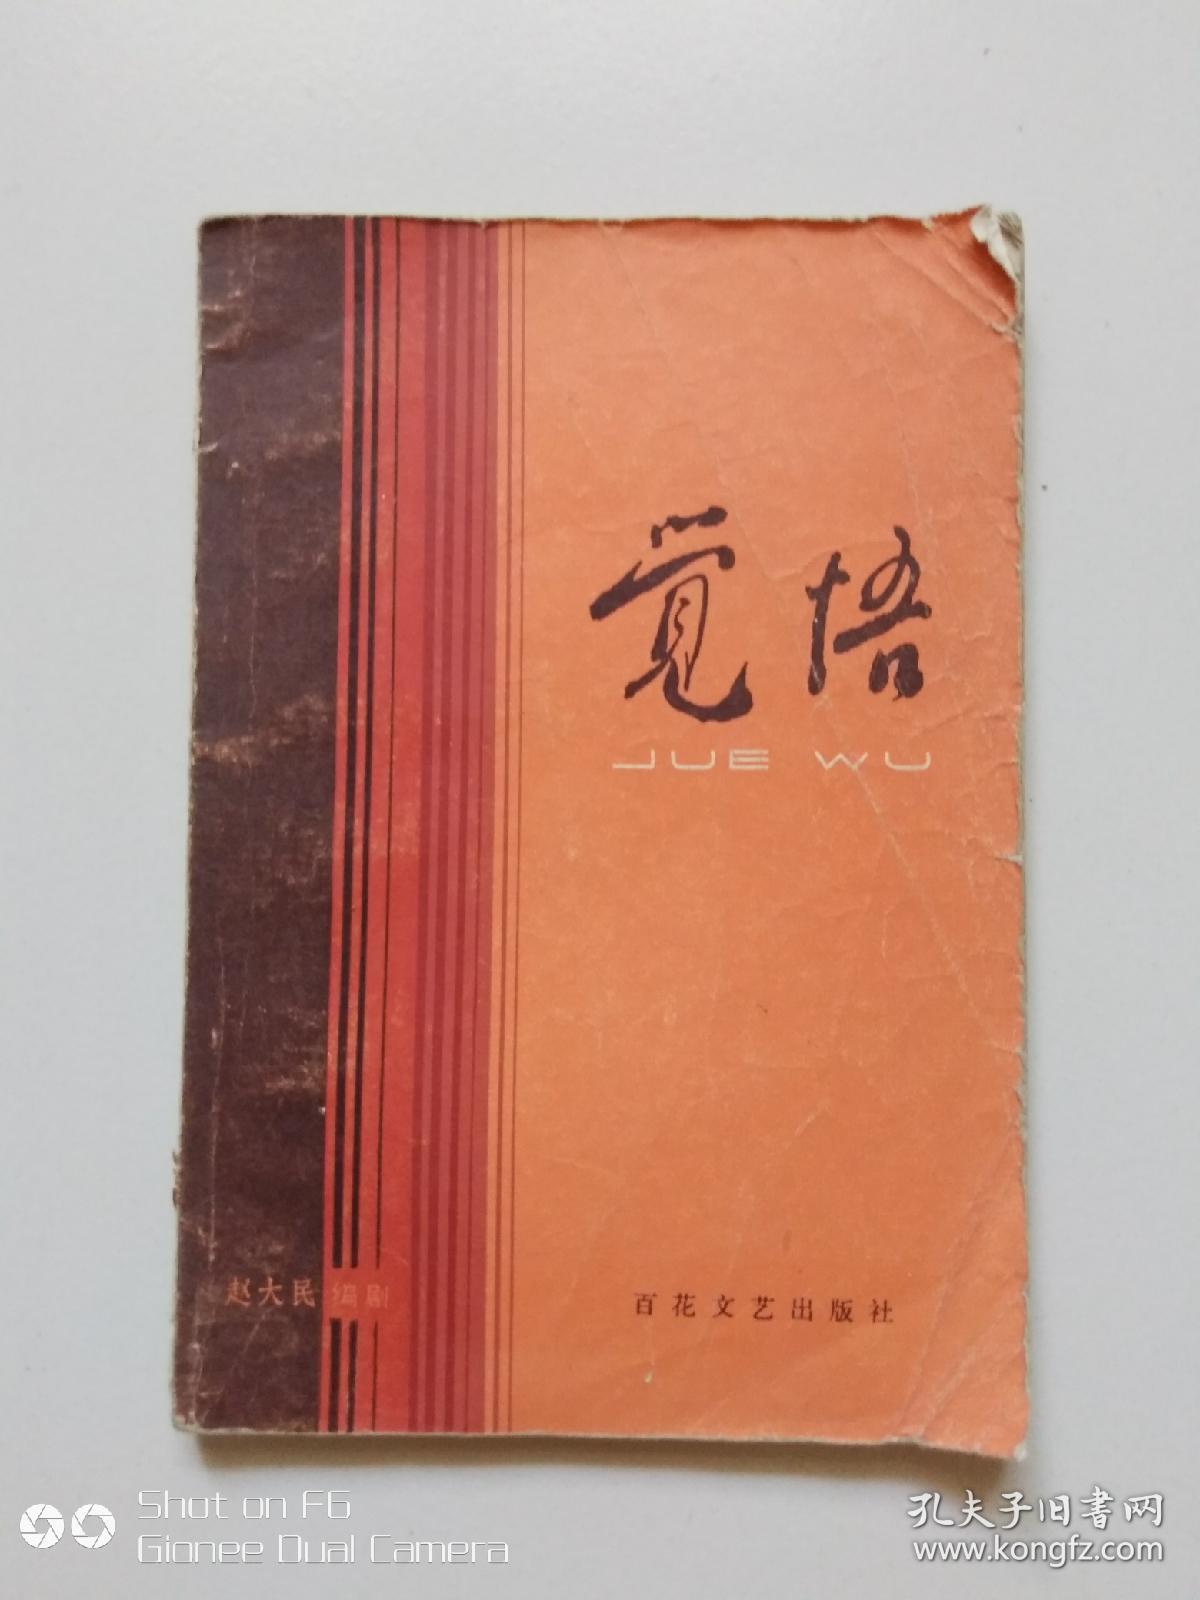 觉悟
JUE WU
赵大民 编剧
百花文艺出版社
Shot on F6
Gionee Dual Camera
孔夫子旧书网
www.kongfz.com